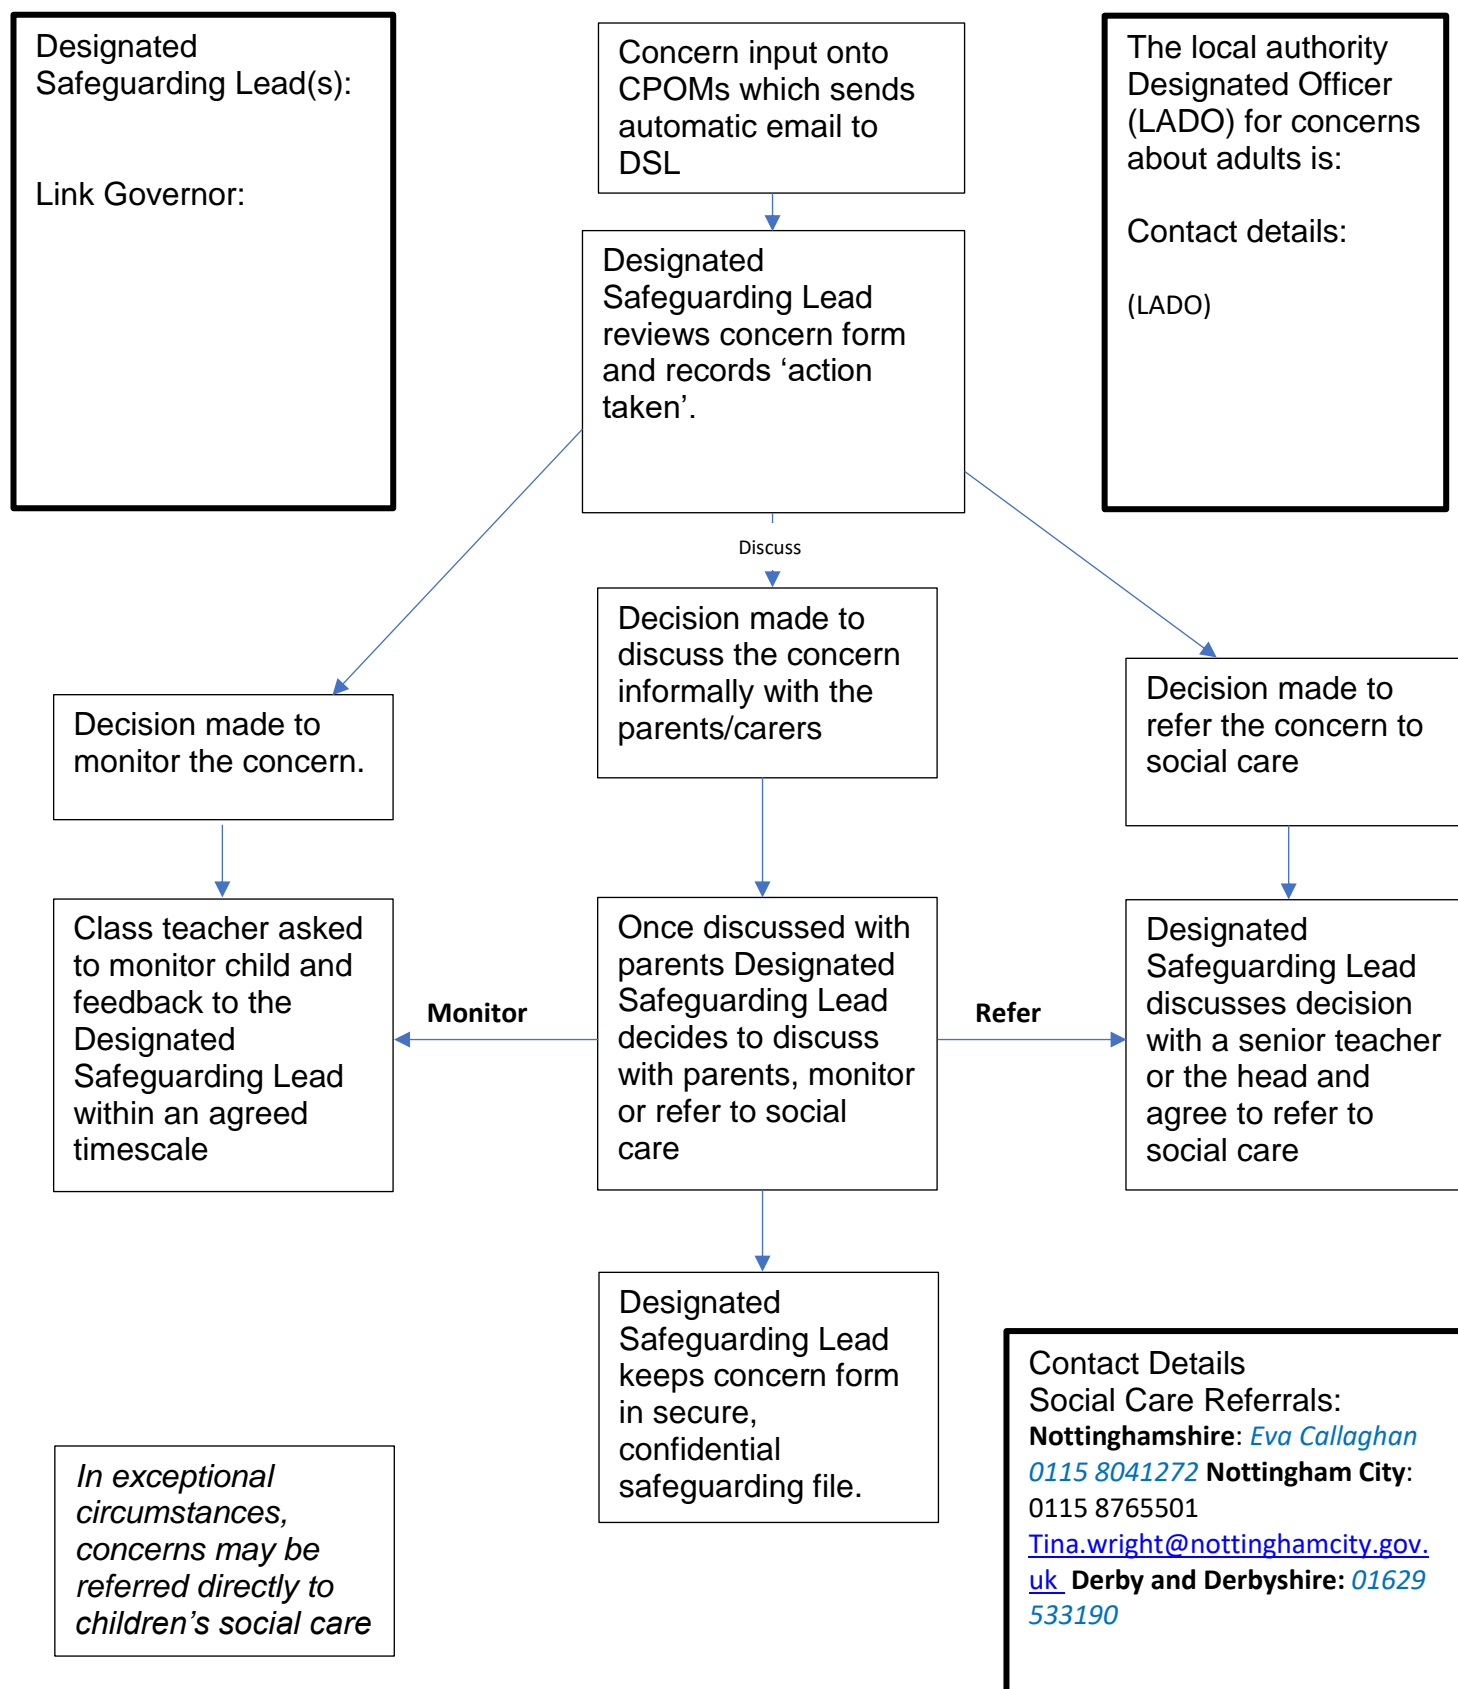 Designated
Safeguarding Lead(s):
Link Governor:
Concern input onto
CPOMs which sends
automatic email to
DSL
The local authority
Designated Officer
(LADO) for concerns
about adults is:
Contact details:
(LADO)
Designated
Safeguarding Lead
reviews concern form
and records ‘action
taken’.
Discuss
Decision made to
monitor the concern.
Decision made to
discuss the concern
informally with the
parents/carers
Decision made to
refer the concern to
social care
Class teacher asked
to monitor child and
feedback to the
Designated
Safeguarding Lead
within an agreed
timescale
Monitor
Once discussed with
parents Designated
Safeguarding Lead
decides to discuss
with parents, monitor
or refer to social
care
Refer
Designated
Safeguarding Lead
discusses decision
with a senior teacher
or the head and
agree to refer to
social care
Designated
Safeguarding Lead
keeps concern form
in secure,
confidential
safeguarding file.
In exceptional
circumstances,
concerns may be
referred directly to
children’s social care
Contact Details
Social Care Referrals:
Nottinghamshire: Eva Callaghan
0115 8041272 Nottingham City:
0115 8765501
Tina.wright@nottinghamcity.gov.
uk Derby and Derbyshire: 01629
533190